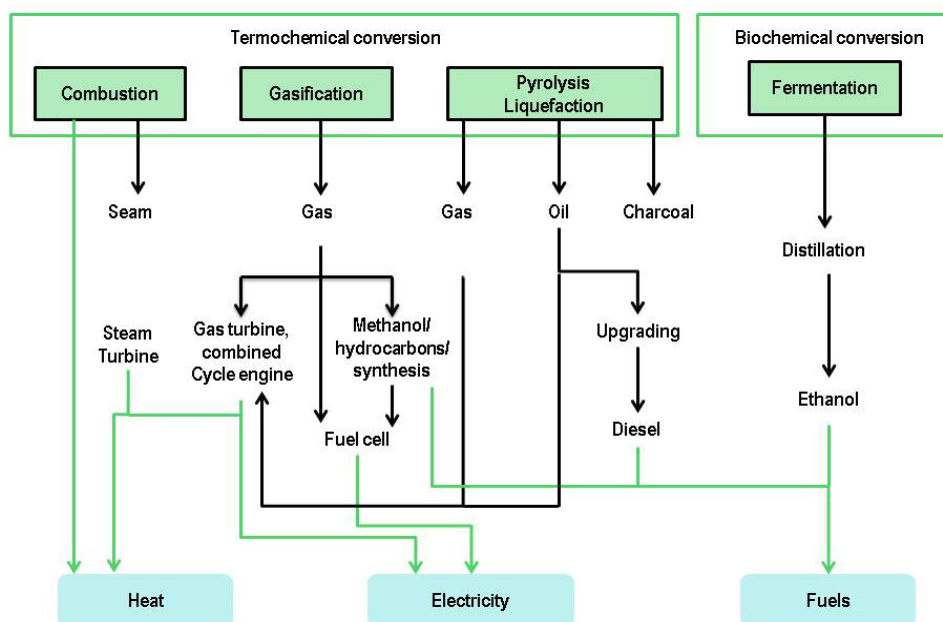 Termochemical conversion
Biochemical conversion
Combustion
Gasification
Pyrolysis
Liquefaction
Fermentation
Seam
Gas
Gas
Oil
Charcoal
Distillation
Steam
Turbine
Gas turbine,
combined
Cycle engine
Methanol/
hydrocarbons/
synthesis
Upgrading
Ethanol
Fuel cell
Diesel
Heat
Electricity
Fuels